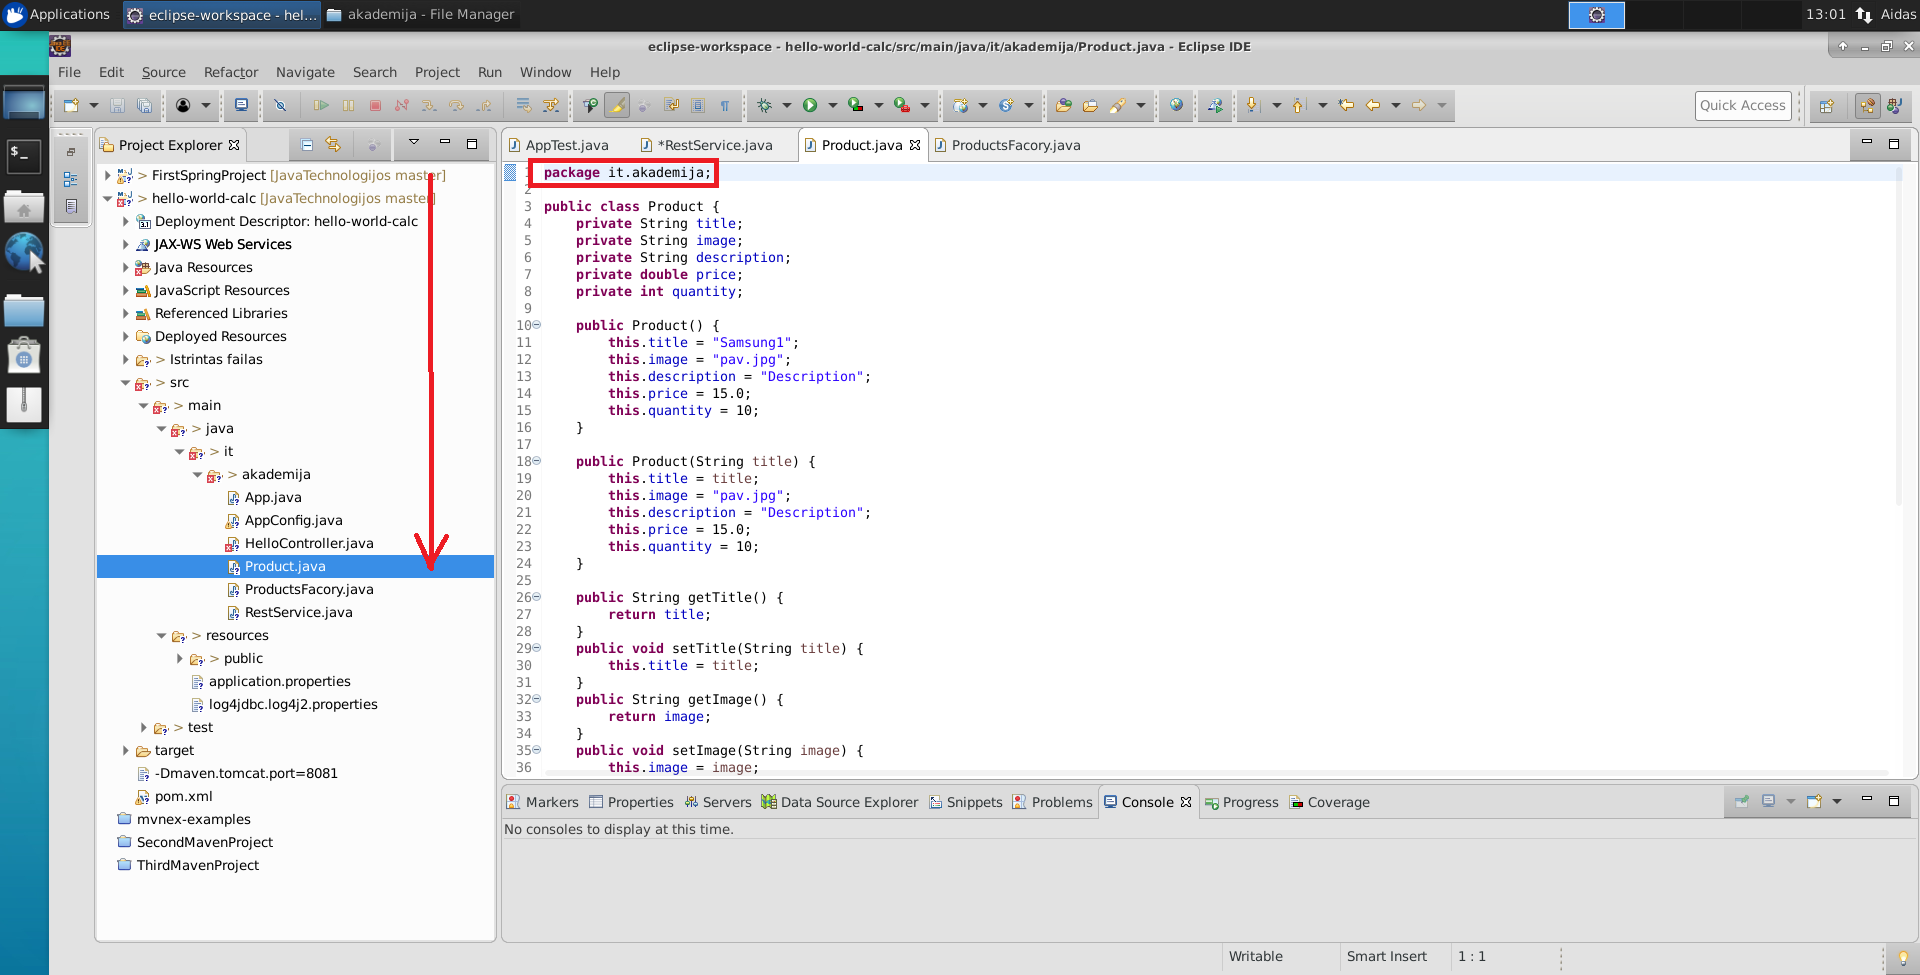 Applications
eclipse-workspace - hel...
akademija - File Manager
13:01
Aidas
eclipse-workspace - hello-world-calc/src/main/java/it/akademija/Product.java - Eclipse IDE
File Edit Source Refactor Navigate Search Project Run Window Help
Quick Access
Project Explorer
> FirstSpringProject [JavaTechnologijos master]
> hello-world-calc [JavaTechnologijos master]
Deployment Descriptor: hello-world-calc
JAX-WS Web Services
Java Resources
JavaScript Resources
Referenced Libraries
Deployed Resources
> Istrintas failas
> src
> main
> java
> it
> akademija
App.java
AppConfig.java
HelloController.java
Product.java
ProductsFacory.java
RestService.java
> resources
> public
application.properties
log4jdbc.log4j2.properties
> test
target
-Dmaven.tomcat.port=8081
pom.xml
mvnex-examples
SecondMavenProject
ThirdMavenProject
AppTest.java
*RestService.java
Product.java
ProductsFacory.java
1 package it.akademija;
2
3 public class Product {
4     private String title;
5     private String image;
6     private String description;
7     private double price;
8     private int quantity;
9
10     public Product() {
11         this.title = "Samsung1";
12         this.image = "pav.jpg";
13         this.description = "Description";
14         this.price = 15.0;
15         this.quantity = 10;
16     }
17
18     public Product(String title) {
19         this.title = title;
20         this.image = "pav.jpg";
21         this.description = "Description";
22         this.price = 15.0;
23         this.quantity = 10;
24     }
25
26     public String getTitle() {
27         return title;
28     }
29     public void setTitle(String title) {
30         this.title = title;
31     }
32     public String getImage() {
33         return image;
34     }
35     public void setImage(String image) {
36         this.image = image;
Markers Properties Servers Data Source Explorer Snippets Problems Console Progress Coverage
No consoles to display at this time.
Writable
Smart Insert
1 : 1